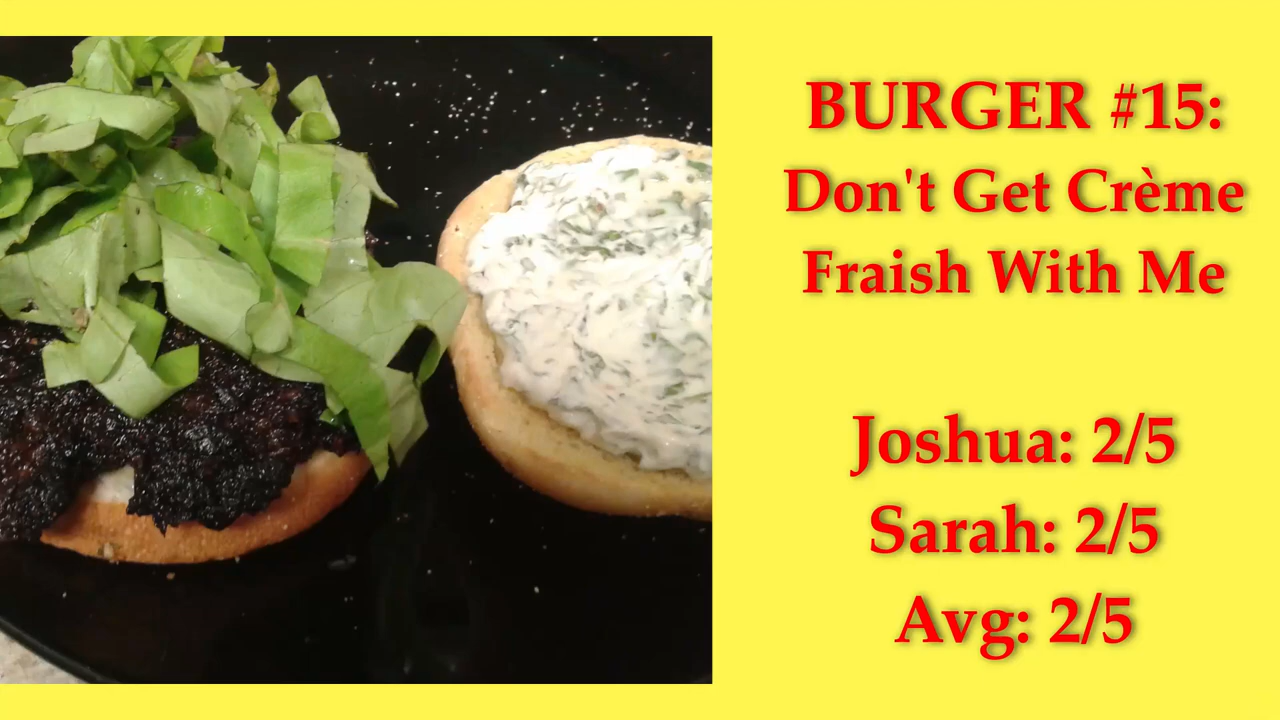 BURGER #15:
Don't Get Crème
Fraish With Me
Joshua: 2/5
Sarah: 2/5
Avg: 2/5